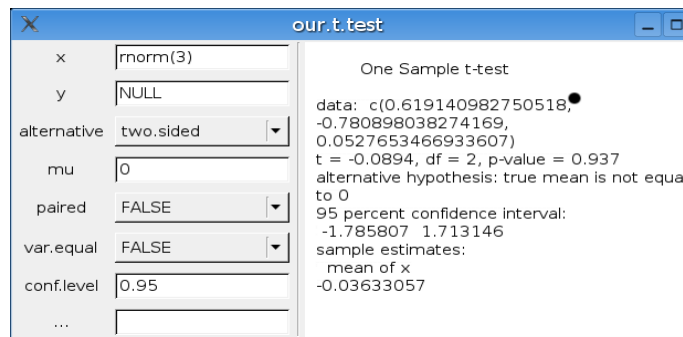 our.t.test
x rnorm(3)
y NULL
alternative two.sided
mu 0
paired FALSE
var.equal FALSE
conf.level 0.95
...
One Sample t-test
data: c(0.619140982750518,
-0.780898038274169,
0.0527653466933607)
t = -0.0894, df = 2, p-value = 0.937
alternative hypothesis: true mean is not equa
to 0
95 percent confidence interval:
-1.785807 1.713146
sample estimates:
mean of x
-0.03633057